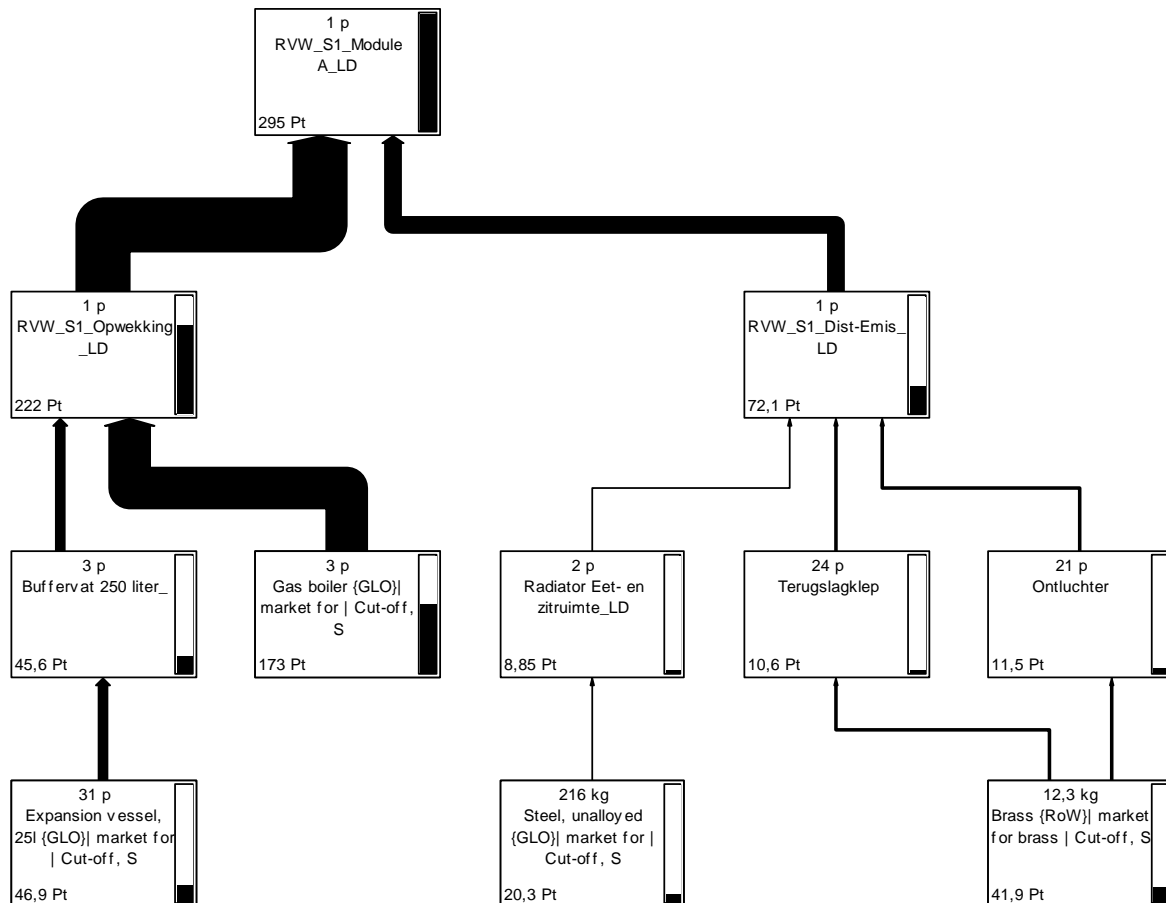 1 p
RVW_S1_Module
A_LD
295 Pt
1 p
RVW_S1_Opwekking
_LD
222 Pt
1 p
RVW_S1_Dist-Emis_
LD
72,1 Pt
3 p
Buffervat 250 liter_
45,6 Pt
3 p
Gas boiler {GLO}|
market for | Cut-off,
S
173 Pt
2 p
Radiator Eet- en
zitruimte_LD
8,85 Pt
24 p
Terugslagklep
10,6 Pt
21 p
Ontluchter
11,5 Pt
31 p
Expansion vessel,
25l {GLO}| market for
| Cut-off, S
46,9 Pt
216 kg
Steel, unalloyed
{GLO}| market for |
Cut-off, S
20,3 Pt
12,3 kg
Brass {RoW}| market
for brass | Cut-off, S
41,9 Pt